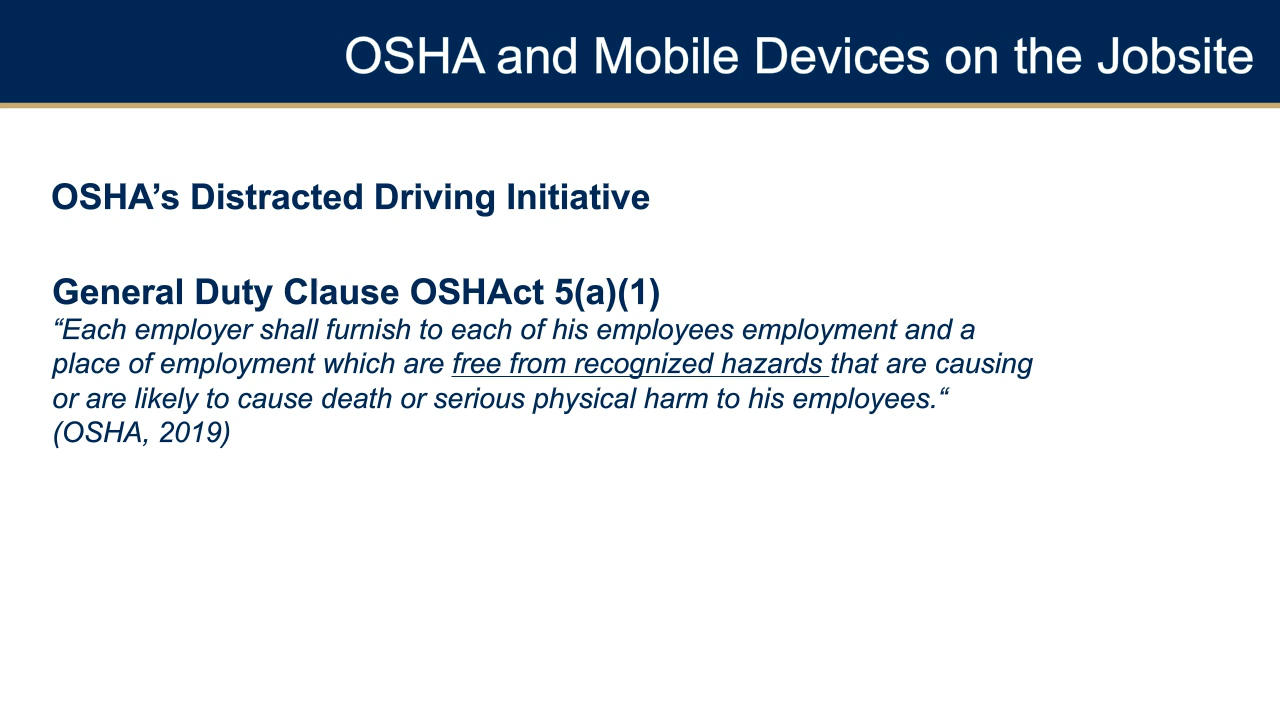 OSHA and Mobile Devices on the Jobsite
OSHA’s Distracted Driving Initiative
General Duty Clause OSHAct 5(a)(1)
“Each employer shall furnish to each of his employees employment and a
place of employment which are free from recognized hazards that are causing
or are likely to cause death or serious physical harm to his employees.“
(OSHA, 2019)